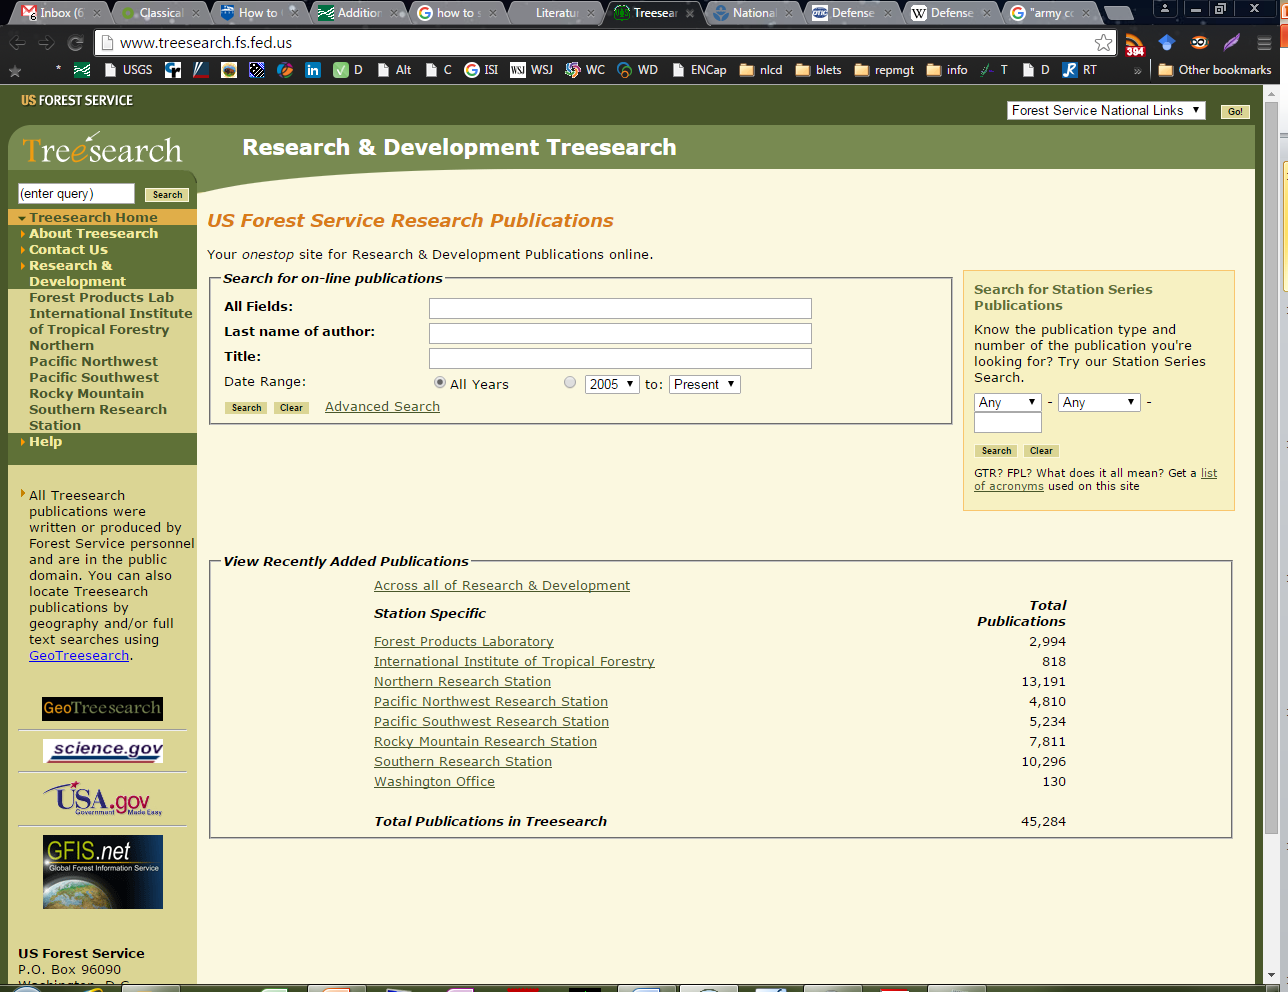 Inbox (6
Classical
How to
Addition
how to s
Literatu
Treesear
National
Defense
Defense
"army co
www.treesearch.fs.fed.us
394
USGS
D
Alt
C
ISI
WSJ
WC
WD
ENCap
nlcd
blets
repmgt
info
T
D
RT
»
Other bookmarks
US FOREST SERVICE
Forest Service National Links
Go!
Treesearch
Research & Development Treesearch
(enter query)
Search
Treesearch Home
About Treesearch
Contact Us
Research &
Development
Forest Products Lab
International Institute
of Tropical Forestry
Northern
Pacific Northwest
Pacific Southwest
Rocky Mountain
Southern Research
Station
Help
All Treesearch
publications were
written or produced by
Forest Service personnel
and are in the public
domain. You can also
locate Treesearch
publications by
geography and/or full
text searches using
GeoTreesearch.
GeoTreesearch
science.gov
USA.gov
Government Made Easy
GFIS.net
Global Forest Information Service
US Forest Service
P.O. Box 96090
Washington, D.C.
US Forest Service Research Publications
Your onestop site for Research & Development Publications online.
Search for on-line publications
All Fields:
Last name of author:
Title:
Date Range:
All Years
2005
to:
Present
Search
Clear
Advanced Search
Search for Station Series
Publications
Know the publication type and
number of the publication you're
looking for? Try our Station Series
Search.
Any - Any -
Search
Clear
GTR? FPL? What does it all mean? Get a list
of acronyms used on this site
View Recently Added Publications
Across all of Research & Development
Station Specific
Total
Publications
Forest Products Laboratory 2,994
International Institute of Tropical Forestry 818
Northern Research Station 13,191
Pacific Northwest Research Station 4,810
Pacific Southwest Research Station 5,234
Rocky Mountain Research Station 7,811
Southern Research Station 10,296
Washington Office 130
Total Publications in Treesearch 45,284